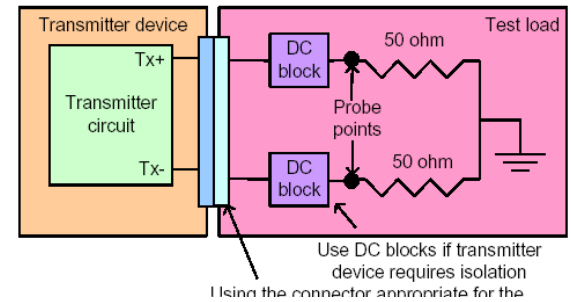 Transmitter device
Test load
Tx+
DC
block
50 ohm
Transmitter
circuit
Probe
points
Tx-
DC
block
50 ohm
Use DC blocks if transmitter
device requires isolation
Using the connector appropriate for the